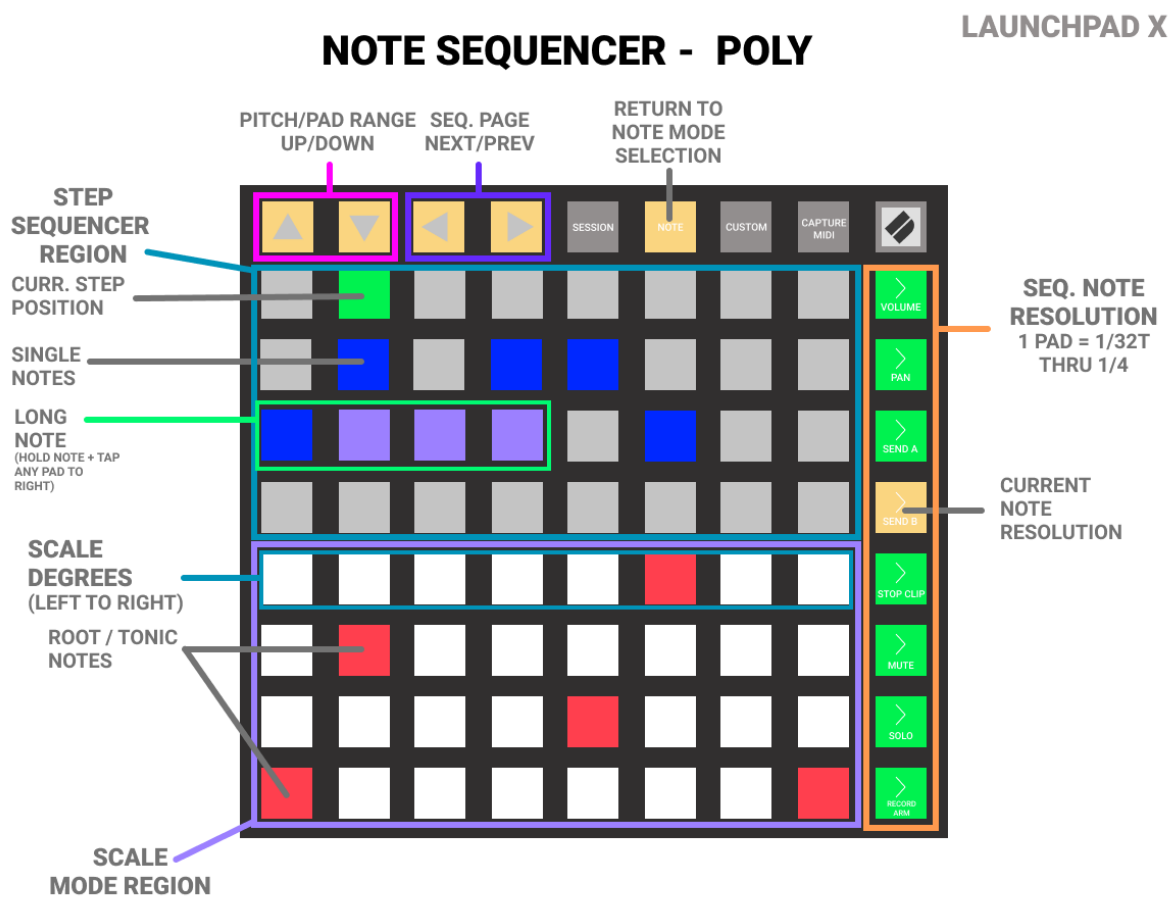 LAUNCHPAD X
NOTE SEQUENCER - POLY
PITCH/PAD RANGE
UP/DOWN
SEQ. PAGE
NEXT/PREV
RETURN TO
NOTE MODE
SELECTION
STEP
SEQUENCER
REGION
SESSION
NOTE
CUSTOM
CAPTURE
MIDI
CURR. STEP
POSITION
VOLUME
SEQ. NOTE
RESOLUTION
1 PAD = 1/32T
THRU 1/4
SINGLE
NOTES
PAN
LONG
NOTE
(HOLD NOTE + TAP
ANY PAD TO
RIGHT)
SEND A
SEND B
CURRENT
NOTE
RESOLUTION
SCALE
DEGREES
(LEFT TO RIGHT)
STOP CLIP
ROOT / TONIC
NOTES
MUTE
SOLO
RECORD
ARM
SCALE
MODE REGION